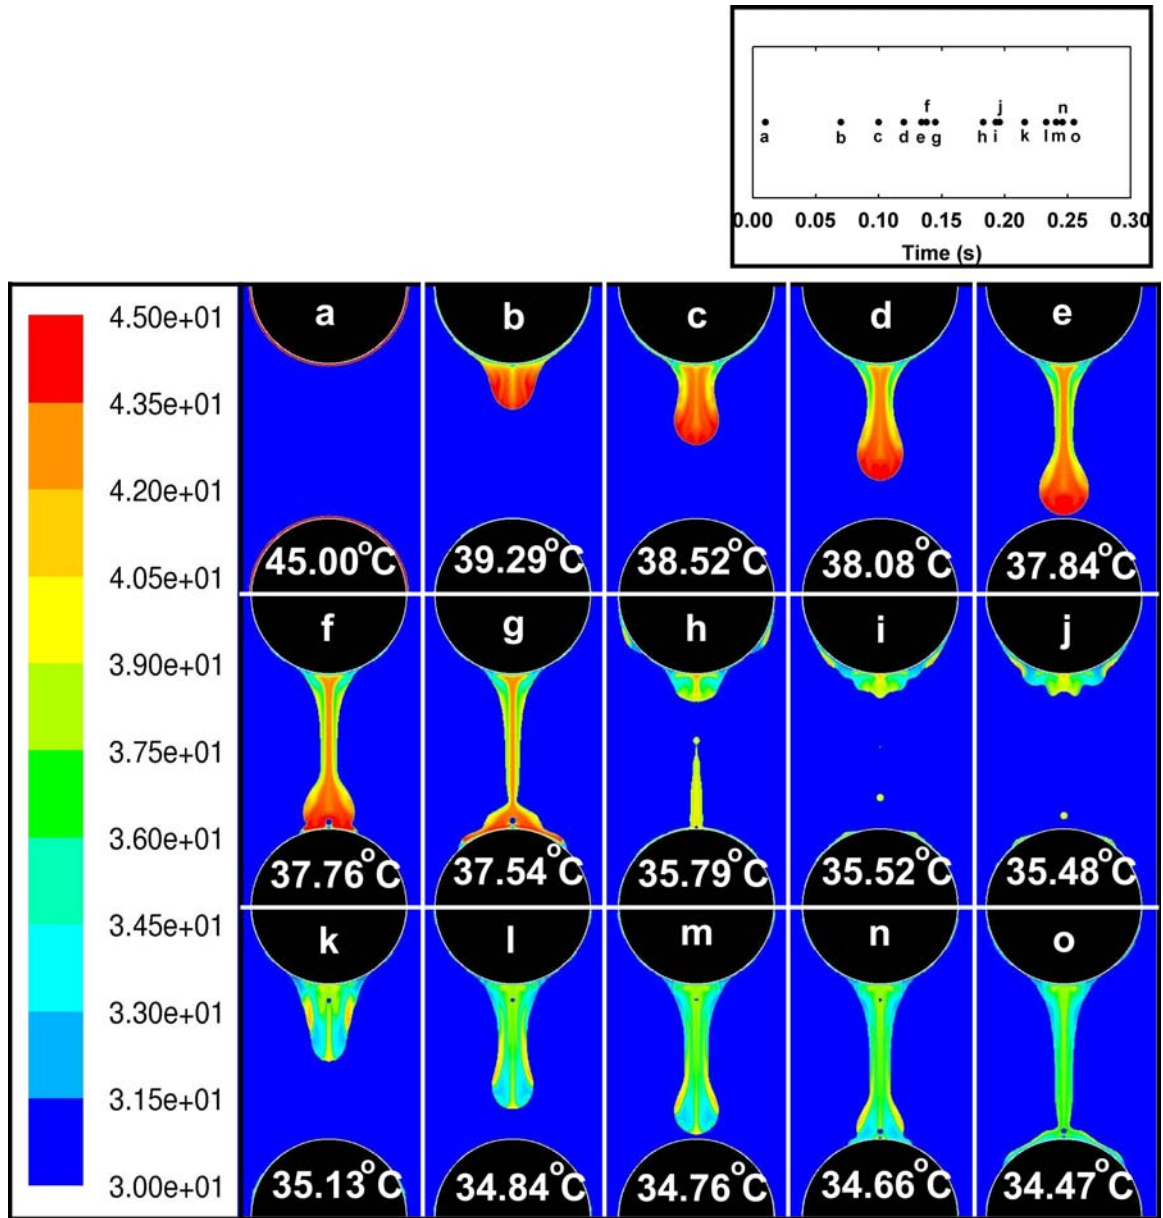 f j n
a b c d e g h i k l m o
0.00 0.05 0.10 0.15 0.20 0.25 0.30
Time (s)
4.50e+01
4.35e+01
4.20e+01
4.05e+01
3.90e+01
3.75e+01
3.60e+01
3.45e+01
3.30e+01
3.15e+01
3.00e+01
a b c d e
45.00°C 39.29°C 38.52°C 38.08°C 37.84°C
f g h i j
37.76°C 37.54°C 35.79°C 35.52°C 35.48°C
k l m n o
35.13°C 34.84°C 34.76°C 34.66°C 34.47°C